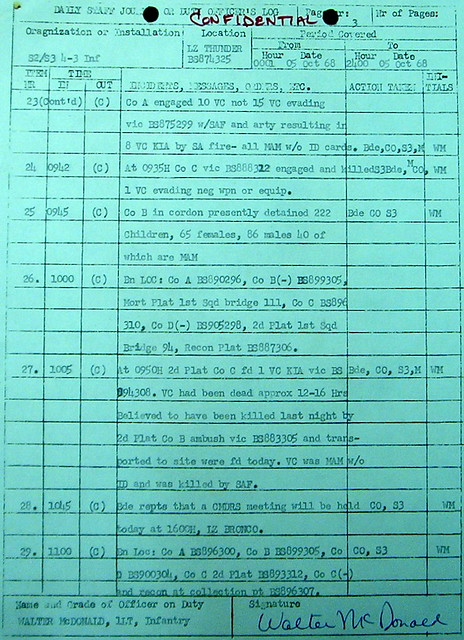 DAILY STAFF JOURNAL OR DUTY OFFICER'S LOG
CONFIDENTIAL
Page Nr: 3
Nr of Pages:
Oragnization or Installation
Location
Period Covered
From To
S2/S3 4-3 Inf
LZ THUNDER
BS874325
Hour Date Hour Date
0001 05 Oct 68 2400 05 Oct 68
ITEM TIME INI-
NR IN OUT INCIDENTS, MESSAGES, ORDERS, ETC. ACTION TAKEN TIALS
23(Cont'd) (C) Co A engaged 10 VC not 15 VC evading
vic BS875299 w/SAF and arty resulting in
8 VC KIA by SA fire- all MAM w/o ID cards. Bde,CO,S3,M WM
24 0942 (C) At 0935H Co C vic BS888312 engaged and killed S3Bde,MCO, WM
1 VC evading neg wpn or equip.
25 0945 (C) Co B in cordon presently detained 222 Bde CO S3 WM
Children, 65 females, 86 males 40 of
which are MAM
26. 1000 (C) Bn LOC: Co A BS890296, Co B(-) BS899305,
Mort Plat 1st Sqd bridge 111, Co C BS896
310, Co D(-) BS905298, 2d Plat 1st Sqd
Bridge 94, Recon Plat BS887306.
27. 1005 (C) At 0950H 2d Plat Co C fd 1 VC KIA vic BS Bde, CO, S3,M WM
894308. VC had been dead approx 12-16 Hrs
Believed to have been killed last night by
2d Plat Co B ambush vic BS883305 and trans-
ported to site were fd today. VC was MAM w/o
ID and was killed by SAF.
28. 1045 (C) Bde repts that a CMDRS meeting will be held CO, S3 WM
today at 1600H, LZ BRONCO.
29. 1100 (C) Bn Loc: Co A BS896300, Co B BS899305, Co CO, S3 WM
D BS900304, Co C 2d Plat BS893312, Co C(-)
and recon at collection pt BS896307.
Name and Grade of Officer on Duty
Signature
WALTER McDONALD, 1LT, Infantry
Walter McDonald